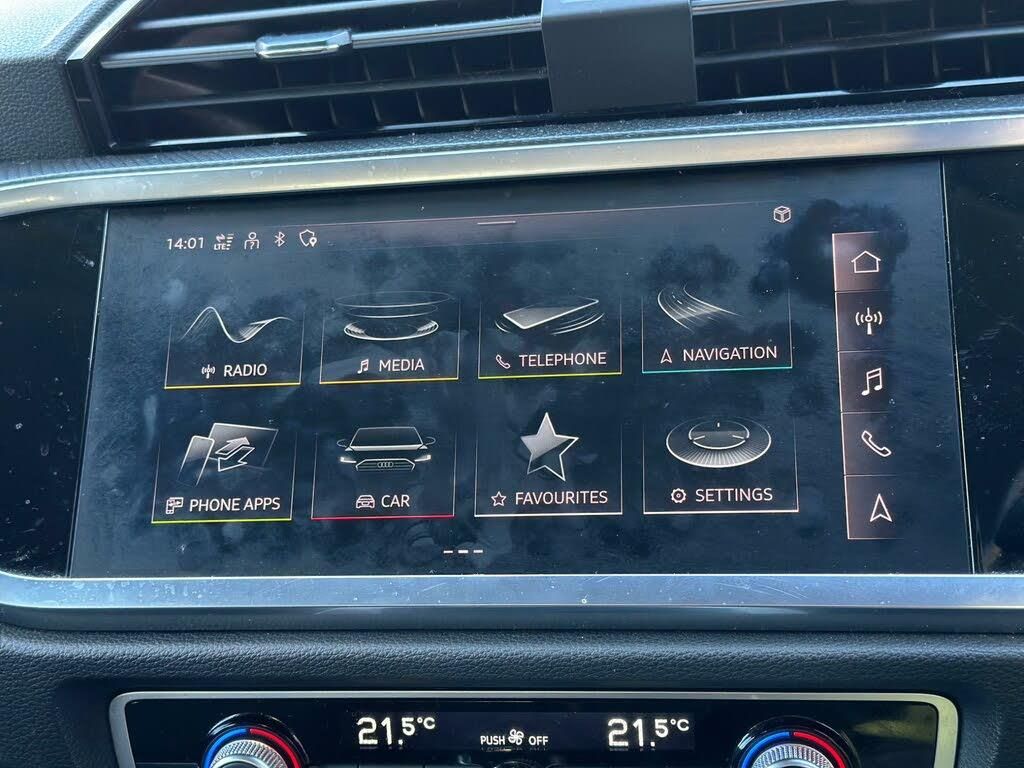 14:01 LTE
RADIO
MEDIA
TELEPHONE
NAVIGATION
PHONE APPS
CAR
FAVOURITES
SETTINGS
21.5°C
PUSH OFF
21.5°C